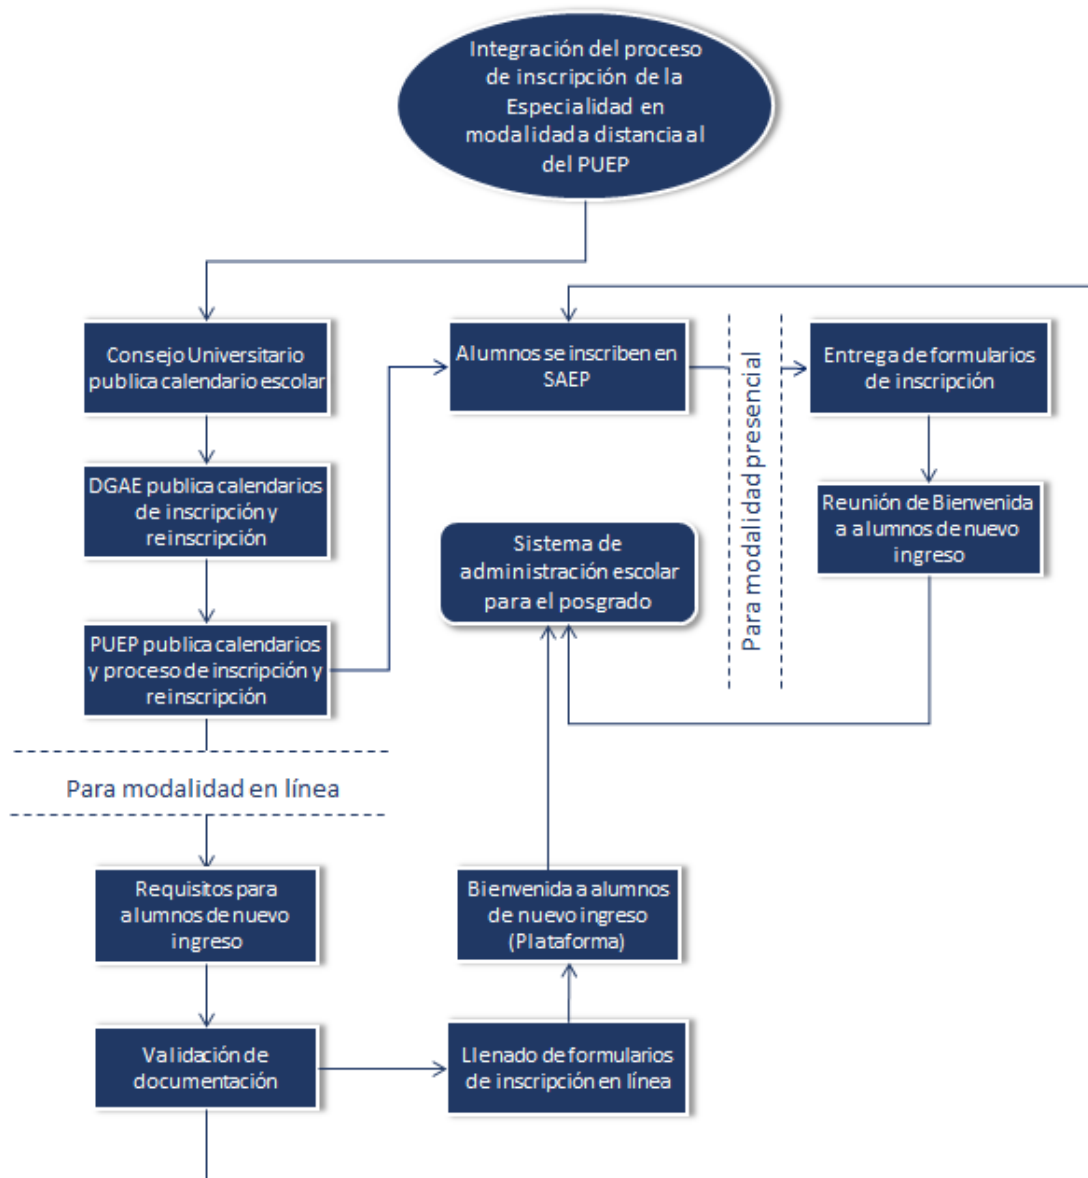 Integración del proceso
de inscripción de la
Especialidad en
modalidada distancia al
del PUEP
Consejo Universitario
publica calendario escolar
Alumnos se inscriben en
SAEP
Para modalidad presencial
Entrega de formularios
de inscripción
DGAE publica calendarios
de inscripción y
reinscripción
Reunión de Bienvenida
a alumnos de nuevo
ingreso
Sistema de
administración escolar
para el posgrado
PUEP publica calendarios
y proceso de inscripción y
reinscripción
Para modalidad en línea
Requisitos para
alumnos de nuevo
ingreso
Bienvenida a alumnos
de nuevo ingreso
(Plataforma)
Validación de
documentación
Llenado de formularios
de inscripción en línea